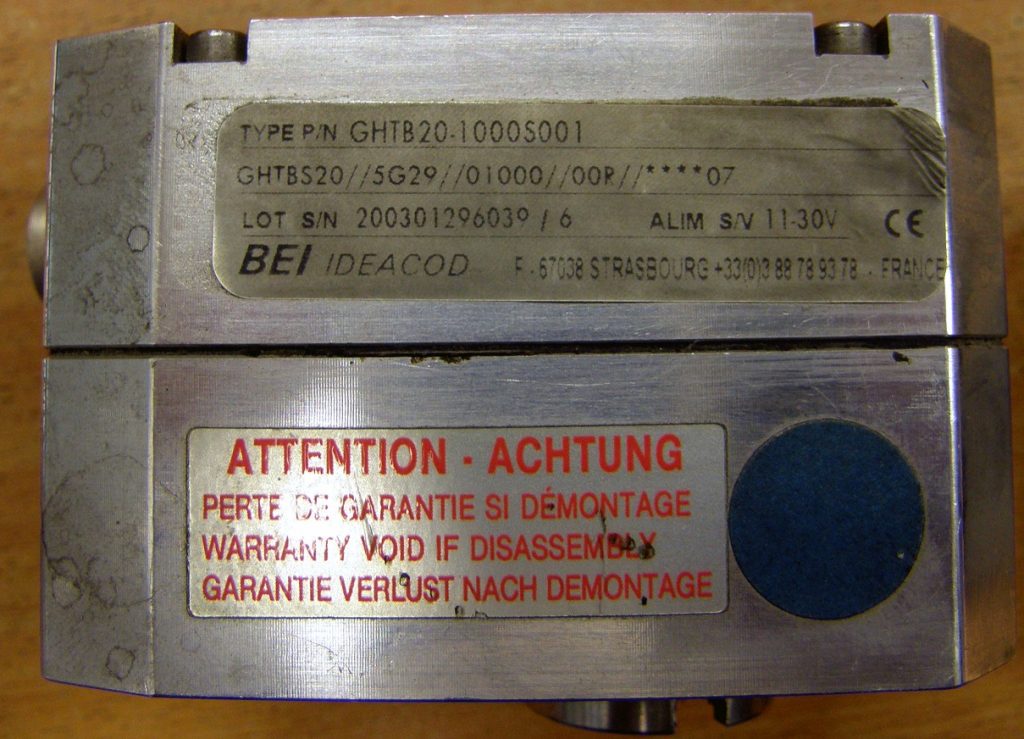 TYPE P/N GHTB20-1000S001
GHTBS20//5G29//01000//00R//****07
LOT S/N 200301296039 / 6 ALIM S/V 11-30V CE
BEI IDEACOD F - 67038 STRASBOURG +33(0)3 88 78 93 78 - FRANCE
ATTENTION - ACHTUNG
PERTE DE GARANTIE SI DÉMONTAGE
WARRANTY VOID IF DISASSEMBLY
GARANTIE VERLUST NACH DEMONTAGE